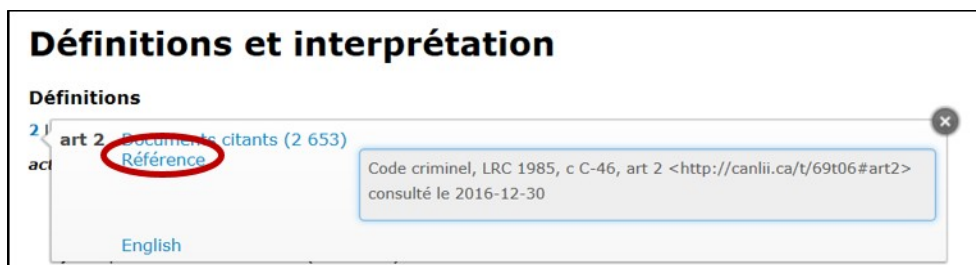 Définitions et interprétation
Définitions
2
art 2 Documents citants (2 653)
Référence
Code criminel, LRC 1985, c C-46, art 2 <http://canlii.ca/t/69t06#art2>
consulté le 2016-12-30
English